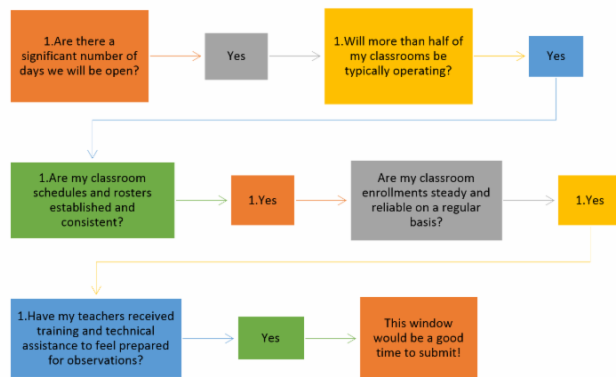 1.Are there a
significant number of
days we will be open?
Yes
1.Will more than half of
my classrooms be
typically operating?
Yes
1.Are my classroom
schedules and rosters
established and
consistent?
1.Yes
Are my classroom
enrollments steady and
reliable on a regular
basis?
1.Yes
1.Have my teachers received
training and technical
assistance to feel prepared
for observations?
Yes
This window
would be a good
time to submit!